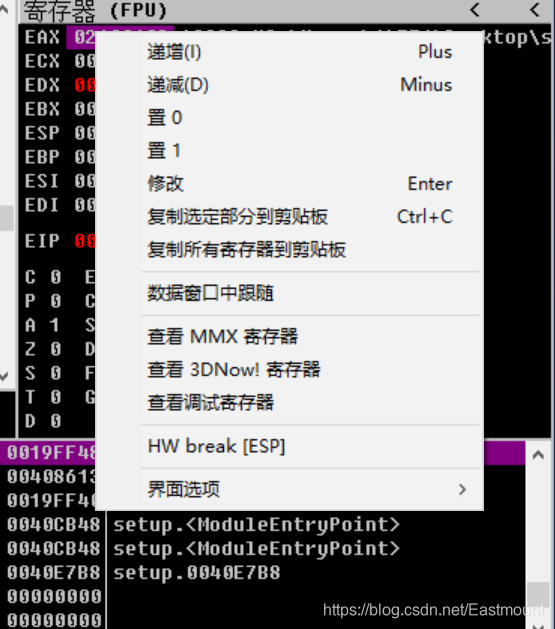 寄存器 (FPU) < <
EAX 02 ktop\s
ECX 00
EDX 00
EBX 00
ESP 00
EBP 00
ESI 00
EDI 00
EIP 00
C 0 E
P 0 C
A 1 S
Z 0 D
S 0 F
T 0 G
D 0
递增(I) Plus
递减(D) Minus
置 0
置 1
修改 Enter
复制选定部分到剪贴板 Ctrl+C
复制所有寄存器到剪贴板
数据窗口中跟随
查看 MMX 寄存器
查看 3DNow! 寄存器
查看调试寄存器
HW break [ESP]
界面选项 >
0019FF48
00408613
0019FF4
0040CB48 setup.<ModuleEntryPoint>
0040CB48 setup.<ModuleEntryPoint>
0040E7B8 setup.0040E7B8
00000000
00000000
https://blog.csdn.net/Eastmount